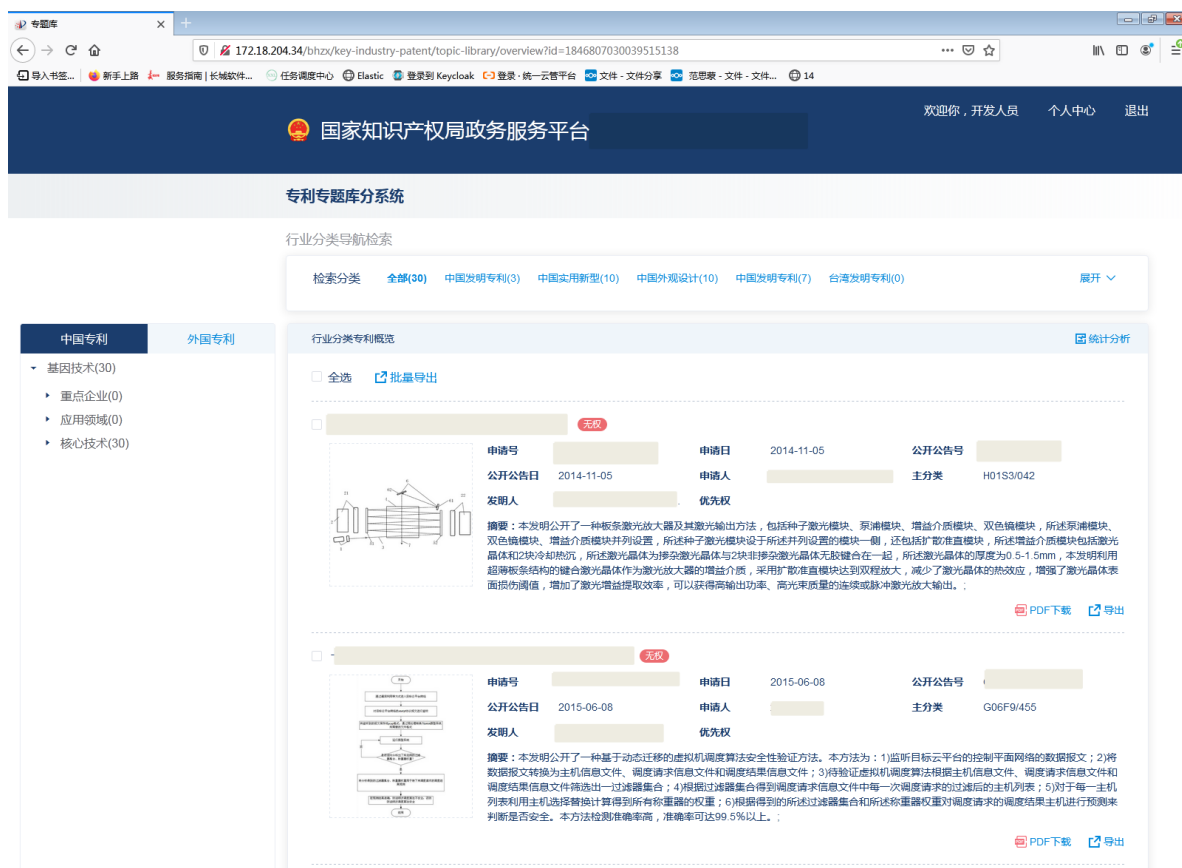 专题库
172.18.204.34/bhzx/key-industry-patent/topic-library/overview?id=1846807030039515138
导入书签... 新手上路 服务指南 | 长城软件... 任务调度中心 Elastic 登录到 Keycloak 登录 · 统一云管平台 文件 - 文件分享 范思蒙 - 文件 - 文件... 14
欢迎你，开发人员 个人中心 退出
国家知识产权局政务服务平台
专利专题库分系统
行业分类导航检索
检索分类 全部(30) 中国发明专利(3) 中国实用新型(10) 中国外观设计(10) 中国发明专利(7) 台湾发明专利(0) 展开
中国专利 外国专利
基因技术(30)
重点企业(0)
应用领域(0)
核心技术(30)
行业分类专利概览 统计分析
全选 批量导出
无权
申请号 申请日 2014-11-05 公开公告号
公开公告日 2014-11-05 申请人 主分类 H01S3/042
发明人 优先权
摘要：本发明公开了一种板条激光放大器及其激光输出方法，包括种子激光模块、泵浦模块、增益介质模块、双色镜模块，所述泵浦模块、
双色镜模块、增益介质模块并列设置，所述种子激光模块设于所述并列设置的模块一侧，还包括扩散准直模块，所述增益介质模块包括激光
晶体和2块冷却热沉，所述激光晶体为掺杂激光晶体与2块非掺杂激光晶体无胶键合在一起，所述激光晶体的厚度为0.5-1.5mm，本发明利用
超薄板条结构的键合激光晶体作为激光放大器的增益介质，采用扩散准直模块达到双程放大，减少了激光晶体的热效应，增强了激光晶体表
面损伤阈值，增加了激光增益提取效率，可以获得高输出功率、高光束质量的连续或脉冲激光放大输出。;
PDF下载 导出
无权
申请号 申请日 2015-06-08 公开公告号
公开公告日 2015-06-08 申请人 主分类 G06F9/455
发明人 优先权
摘要：本发明公开了一种基于动态迁移的虚拟机调度算法安全性验证方法。本方法为：1)监听目标云平台的控制平面网络的数据报文；2)将
数据报文转换为主机信息文件、调度请求信息文件和调度结果信息文件；3)待验证虚拟机调度算法根据主机信息文件、调度请求信息文件和
调度结果信息文件筛选出一过滤器集合；4)根据过滤器集合得到调度请求信息文件中每一次调度请求的过滤后的主机列表；5)对于每一主机
列表利用主机选择替换计算得到所有称重器的权重；6)根据得到的所述过滤器集合和所述称重器权重对调度请求的调度结果主机进行预测来
判断是否安全。本方法检测准确率高，准确率可达99.5%以上。;
PDF下载 导出